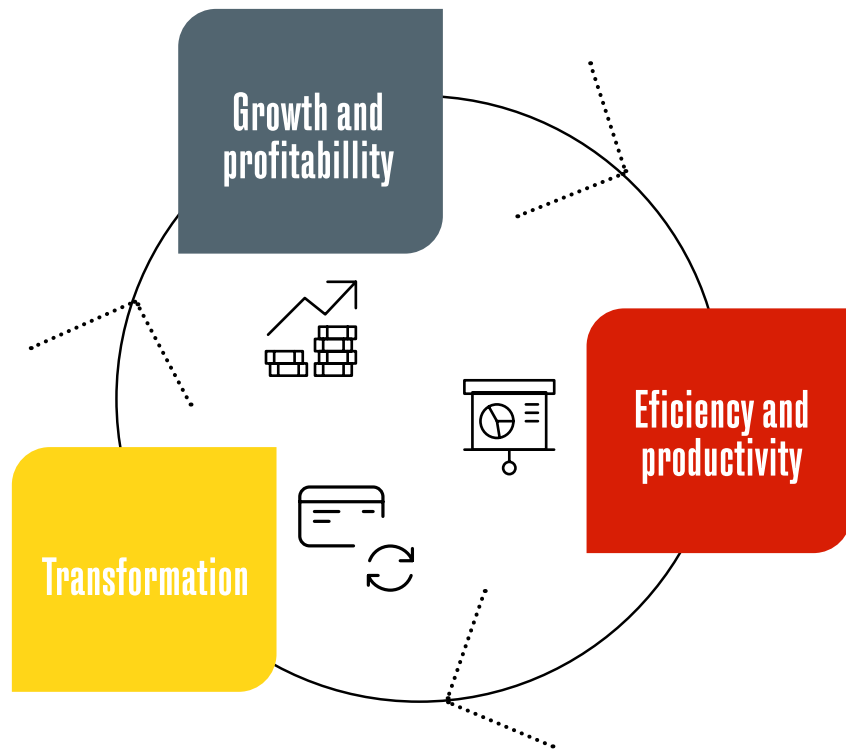 Growth and
profitabillity
Eficiency and
productivity
Transformation